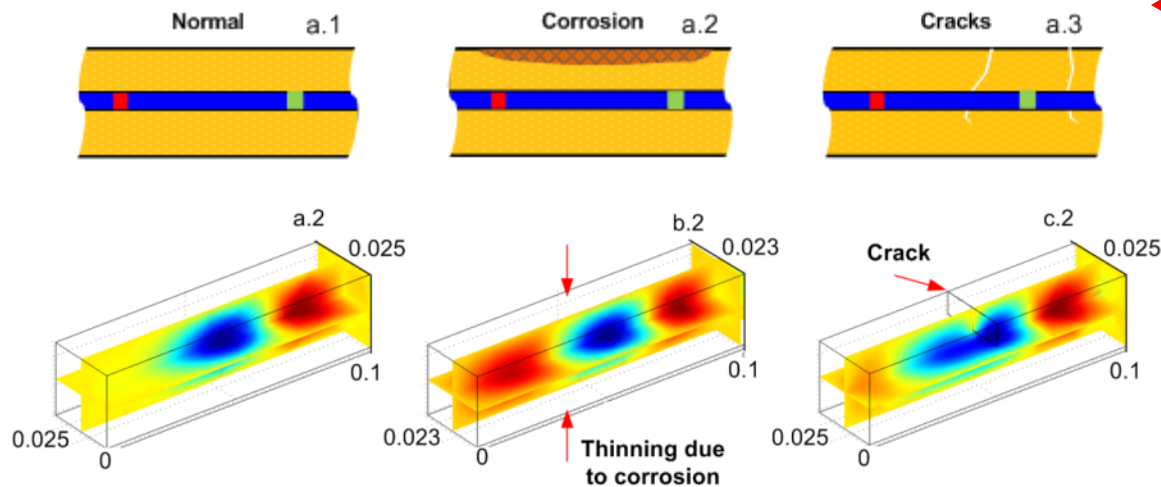 Normal
a.1
Corrosion
a.2
Cracks
a.3
a.2
0.025
0.1
0.025
0
b.2
0.023
0.1
0.023
0
Thinning due
to corrosion
c.2
0.025
Crack
0.1
0.025
0